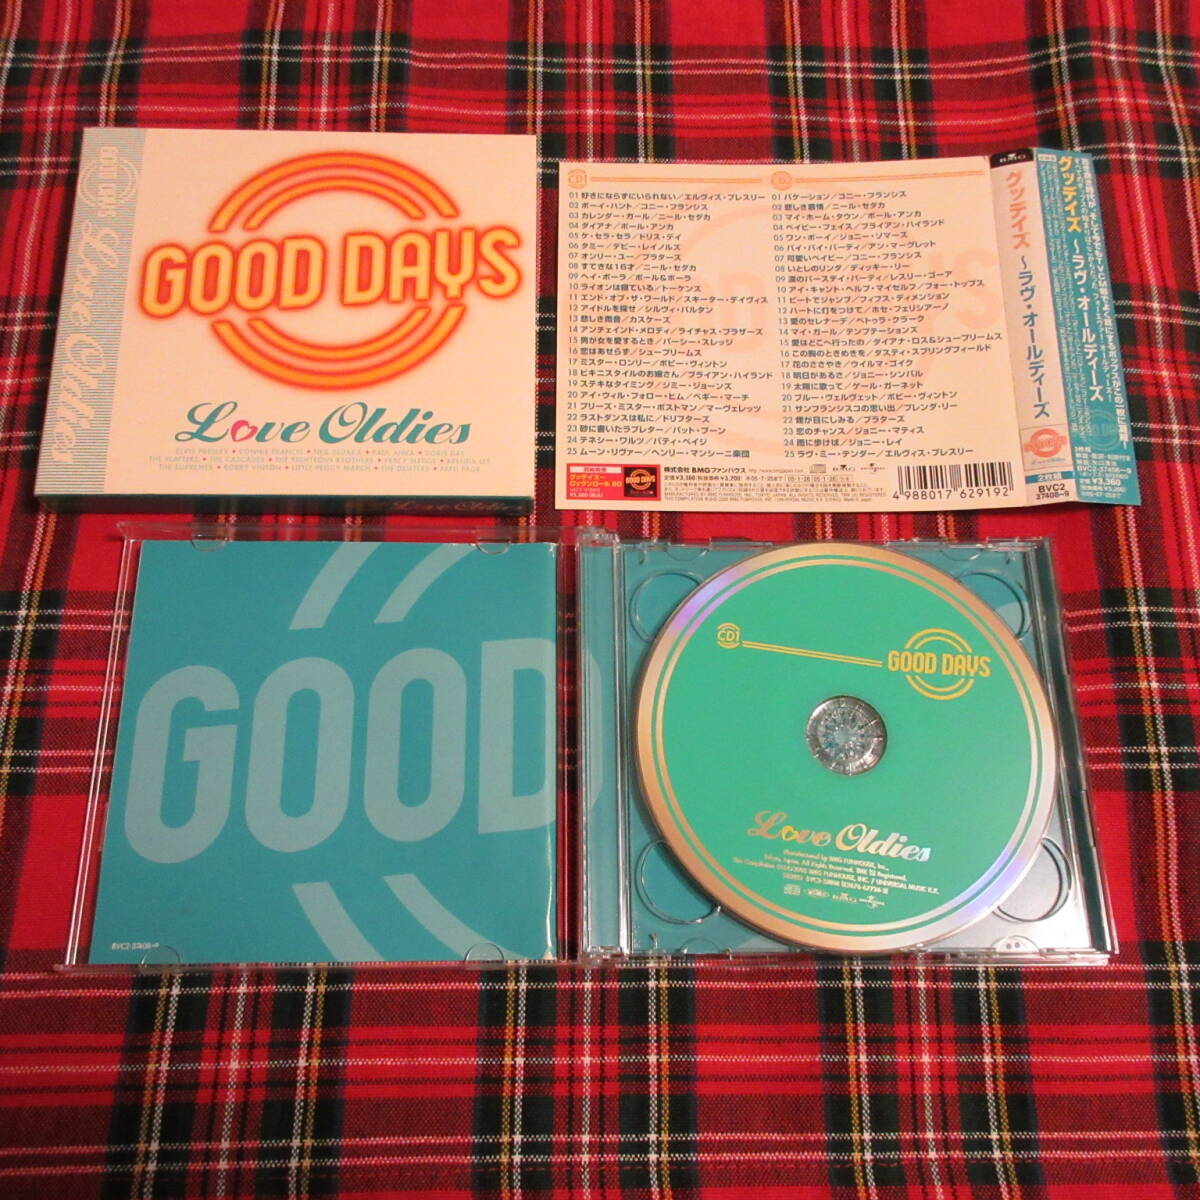 GOOD DAYS
Love Oldies
GOOD DAYS
Love Oldies
ELVIS PRESLEY • CONNIE FRANCIS • NEIL SEDAKA • PAUL ANKA • DORIS DAY
THE PLATTERS • THE CASCADES • THE RIGHTEOUS BROTHERS • PERCY SLEDGE • BRENDA LEE
THE SUPREMES • BOBBY VINTON • LITTLE PEGGY MARCH • THE DRIFTERS • PATTI PAGE
CD1
01 好きにならずにいられない／エルヴィス・プレスリー
02 ボーイ・ハント／コニー・フランシス
03 カレンダー・ガール／ニール・セダカ
04 ダイアナ／ポール・アンカ
05 ケ・セラ・セラ／ドリス・デイ
06 タミー／デビー・レイノルズ
07 オンリー・ユー／プラターズ
08 すてきな16才／ニール・セダカ
09 ヘイ・ポーラ／ポール&ポーラ
10 ライオンは寝ている／トーケンズ
11 エンド・オブ・ザ・ワールド／スキーター・デイヴィス
12 アイドルを探せ／シルヴィ・バルタン
13 悲しき雨音／カスケーズ
14 アンチェインド・メロディ／ライチャス・ブラザーズ
15 男が女を愛するとき／パーシー・スレッジ
16 恋はあせらず／シュープリームス
17 ミスター・ロンリー／ボビー・ヴィントン
18 ビキニスタイルのお嬢さん／ブライアン・ハイランド
19 ステキなタイミング／ジミー・ジョーンズ
20 アイ・ウィル・フォロー・ヒム／ペギー・マーチ
21 プリーズ・ミスター・ポストマン／マーヴェレッツ
22 ラストダンスは私に／ドリフターズ
23 砂に書いたラブレター／パット・ブーン
24 テネシー・ワルツ／パティ・ペイジ
25 ムーン・リヴァー／ヘンリー・マンシーニ楽団
CD2
01 バケーション／コニー・フランシス
02 悲しき慕情／ニール・セダカ
03 マイ・ホーム・タウン／ポール・アンカ
04 ベイビー・フェイス／ブライアン・ハイランド
05 ワン・ボーイ／ジョニー・ソマーズ
06 バイ・バイ・バーディ／アン・マーグレット
07 可愛いベイビー／コニー・フランシス
08 いとしのリンダ／ディッキー・リー
09 涙のバースデイ・パーティ／レスリー・ゴーア
10 アイ・キャント・ヘルプ・マイセルフ／フォー・トップス
11 ビートでジャンプ／フィフス・ディメンション
12 ハートに灯をつけて／ホセ・フェリシアーノ
13 愛のセレナーデ／ペトゥラ・クラーク
14 マイ・ガール／テンプテーションズ
15 愛はどこへ行ったの／ダイアナ・ロス&シュープリームス
16 この胸のときめきを／ダスティ・スプリングフィールド
17 花のささやき／ウイルマ・ゴイク
18 明日があるさ／ジョニー・シンバル
19 太陽に歌って／ゲール・ガーネット
20 ブルー・ヴェルヴェット／ボビー・ヴィントン
21 サンフランシスコの思い出／ブレンダ・リー
22 煙が目にしみる／プラターズ
23 恋のチャンス／ジョニー・マティス
24 雨に歩けば／ジョニー・レイ
25 ラヴ・ミー・テンダー／エルヴィス・プレスリー
株式会社BMGファンハウス
4 988017 629192
BMG
グッデイズ ～ラヴ・オールディーズ
2枚組
BVC2
37408~9
グッデイズ ～ラヴ・オールディーズ
BVC2-37408~9
¥3,360
GOOD
BVC2-37408~9
CD1
GOOD DAYS
Love Oldies
Manufactured by BMG FUNHOUSE, Inc.,